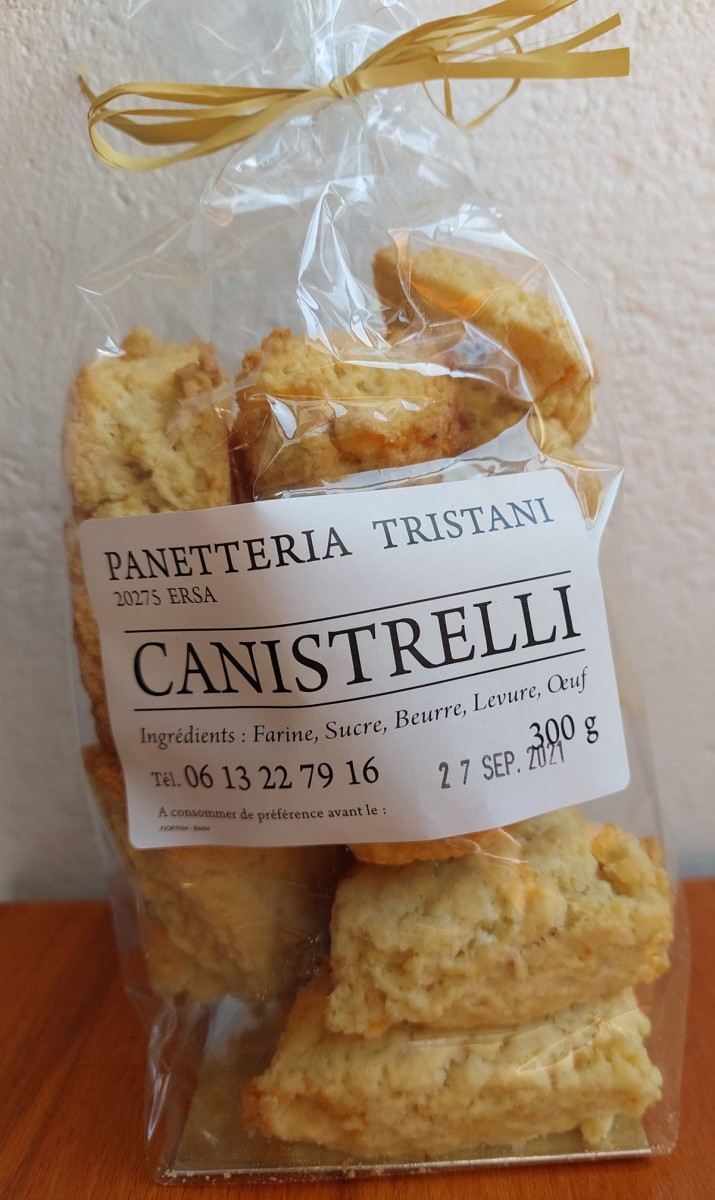 PANETTERIA TRISTANI
20275 ERSA
CANISTRELLI
Ingrédients : Farine, Sucre, Beurre, Levure, Œuf
300 g
Tél. 06 13 22 79 16
27 SEP. 2021
A consommer de préférence avant le :